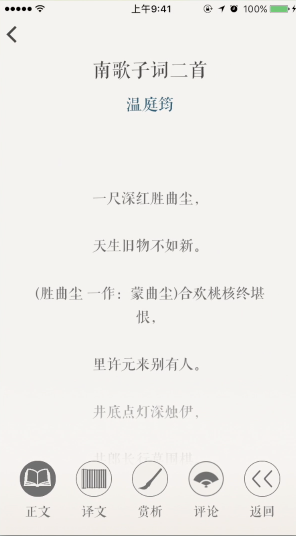 上午9:41
100%
南歌子词二首
温庭筠
一尺深红胜曲尘，
天生旧物不如新。
(胜曲尘 一作：蒙曲尘)合欢桃核终堪
恨，
里许元来别有人。
井底点灯深烛伊，
正文 译文 赏析 评论 返回